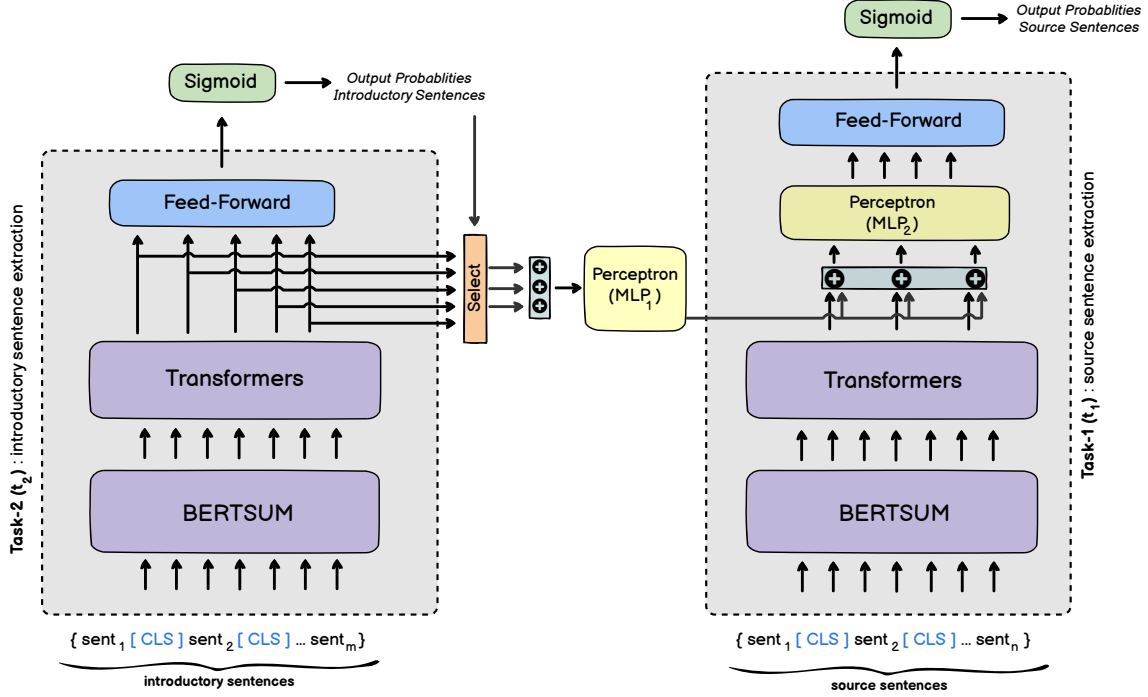 Sigmoid
Output Probablities
Introductory Sentences
Feed-Forward
Transformers
BERTSUM
Task-2 (t2) : introductory sentence extraction
{ sent1 [ CLS ] sent2 [ CLS ] ... sentm}
introductory sentences
Select
Perceptron
(MLP1)
Sigmoid
Output Probablities
Source Sentences
Feed-Forward
Perceptron
(MLP2)
Transformers
BERTSUM
Task-1 (t1) : source sentence extraction
{ sent1 [ CLS ] sent2 [ CLS ] ... sentn}
source sentences